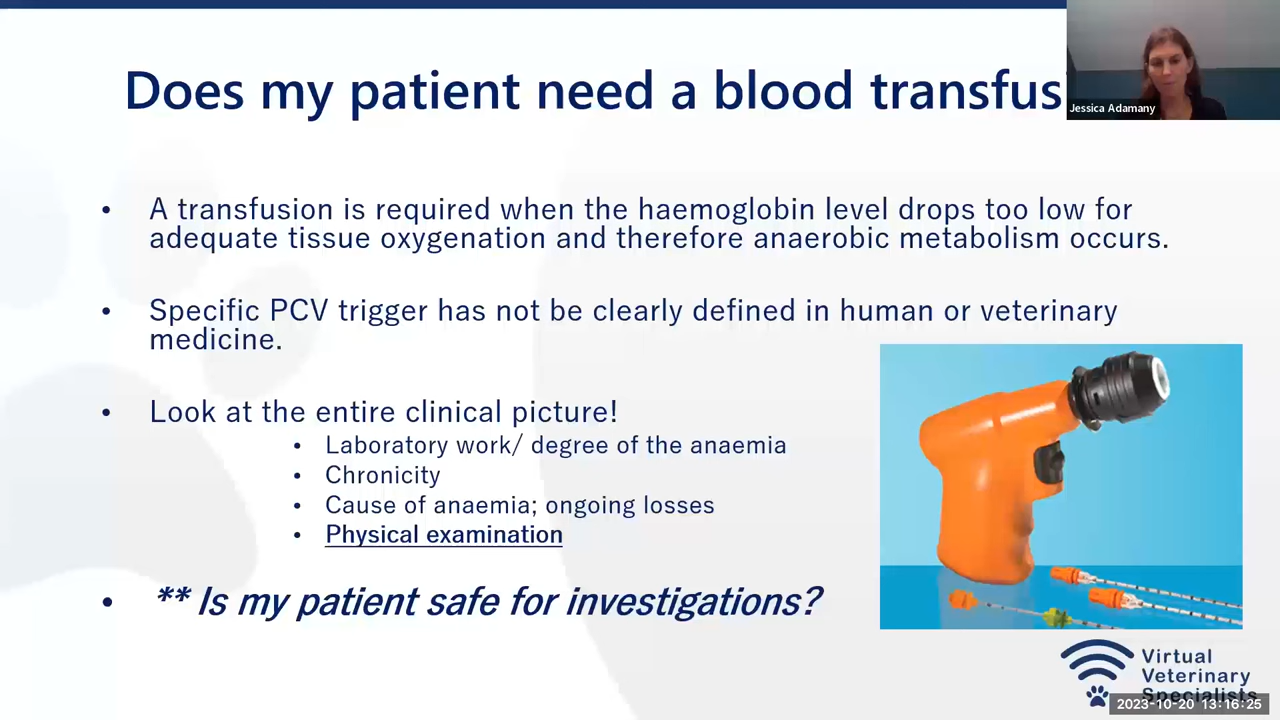 Does my patient need a blood transfus
Jessica Adamany
• A transfusion is required when the haemoglobin level drops too low for
adequate tissue oxygenation and therefore anaerobic metabolism occurs.
• Specific PCV trigger has not be clearly defined in human or veterinary
medicine.
• Look at the entire clinical picture!
• Laboratory work/ degree of the anaemia
• Chronicity
• Cause of anaemia; ongoing losses
• Physical examination
• ** Is my patient safe for investigations?
Virtual
Veterinary
Specialists
2023-10-20 13:16:25